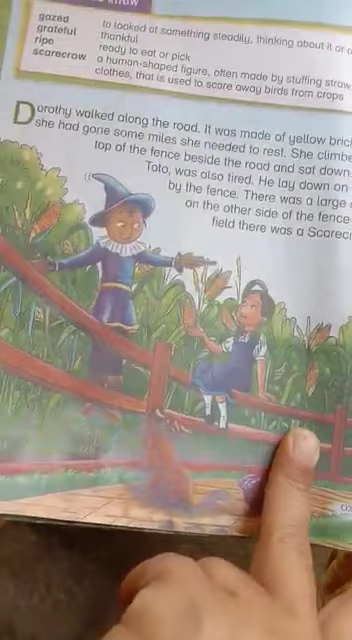 know
gazed to looked at something steadily, thinking about it or
grateful thankful
ripe ready to eat or pick
scarecrow a human-shaped figure, often made by stuffing straw
clothes, that is used to scare away birds from crops
Dorothy walked along the road. It was made of yellow bric
she had gone some miles she needed to rest. She climbe
top of the fence beside the road and sat down.
Toto, was also tired. He lay down on
by the fence. There was a large
on the other side of the fence
field there was a Scarecr